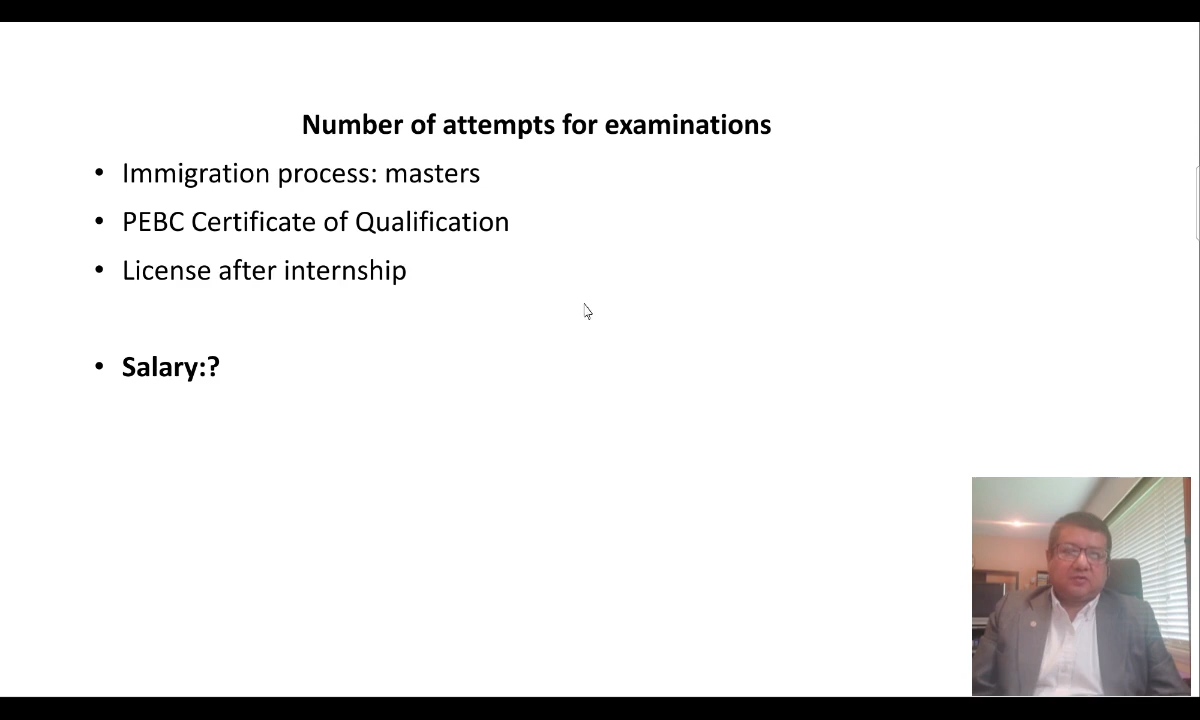 Number of attempts for examinations
• Immigration process: masters
• PEBC Certificate of Qualification
• License after internship
• Salary:?